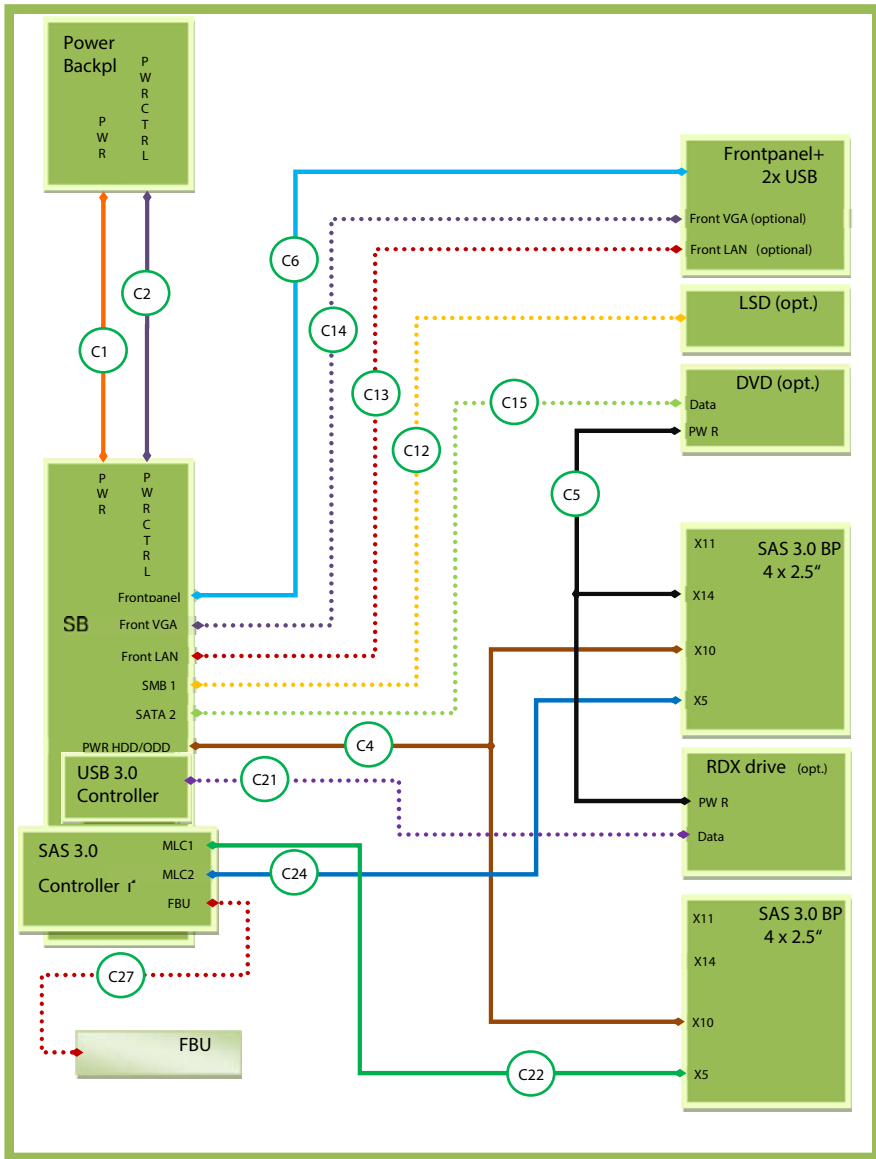 Power
Backpl
PWR
PWRCTRL
C1
C2
PWR
PWRCTRL
SB
Frontpanel
Front VGA
Front LAN
SMB 1
SATA 2
PWR HDD/ODD
USB 3.0
Controller
SAS 3.0
Controller
MLC1
MLC2
FBU
C27
FBU
C6
C14
C13
C12
C15
C5
C4
C21
C24
C22
Frontpanel+
2x USB
Front VGA (optional)
Front LAN (optional)
LSD (opt.)
DVD (opt.)
Data
PW R
X11
SAS 3.0 BP
4 x 2.5“
X14
X10
X5
RDX drive (opt.)
PW R
Data
X11
SAS 3.0 BP
4 x 2.5“
X14
X10
X5